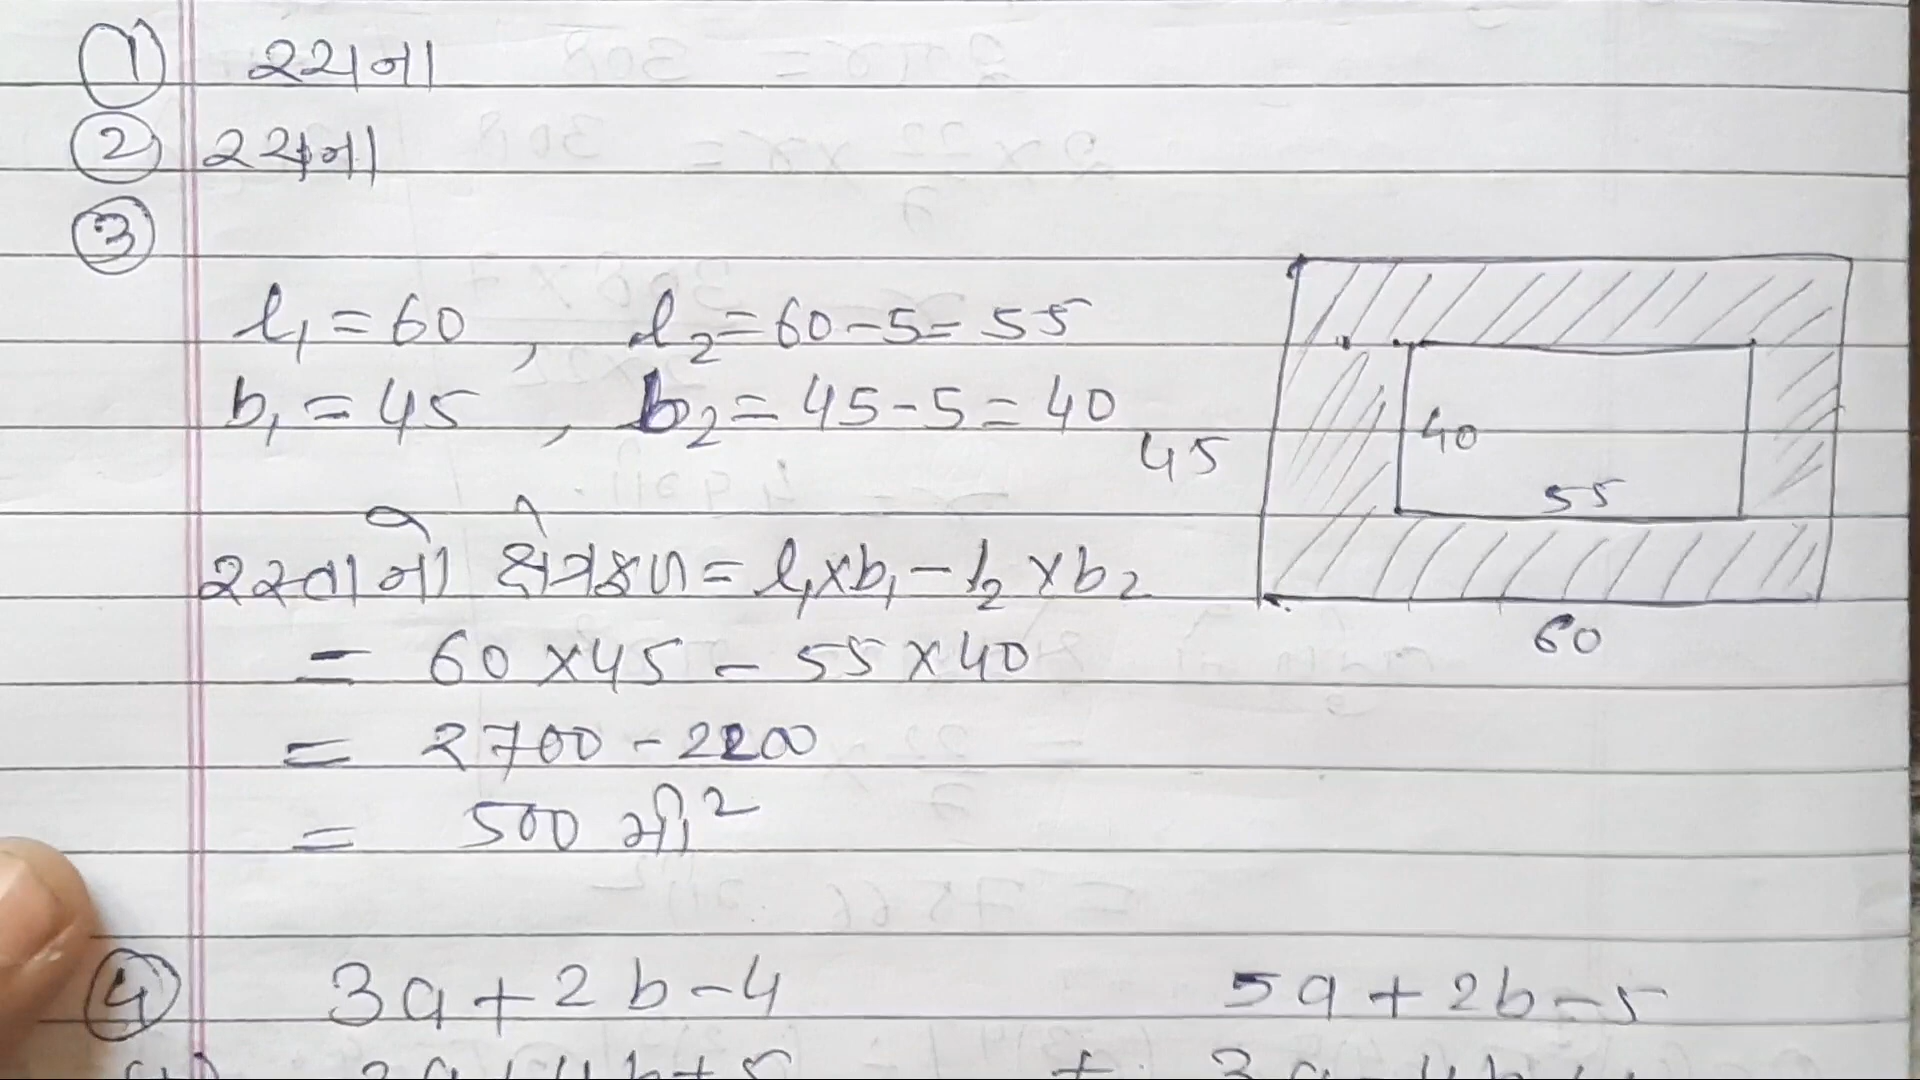 ① રચના
② રચના
③
l₁ = 60 , l₂ = 60 - 5 = 55
b₁ = 45 , b₂ = 45 - 5 = 40
45
40
55
60
રસ્તાનો ક્ષેત્રફળ = l₁ × b₁ - l₂ × b₂
= 60 × 45 - 55 × 40
= 2700 - 2200
= 500 મી²
④ 3a + 2b - 4 5a + 2b - 5